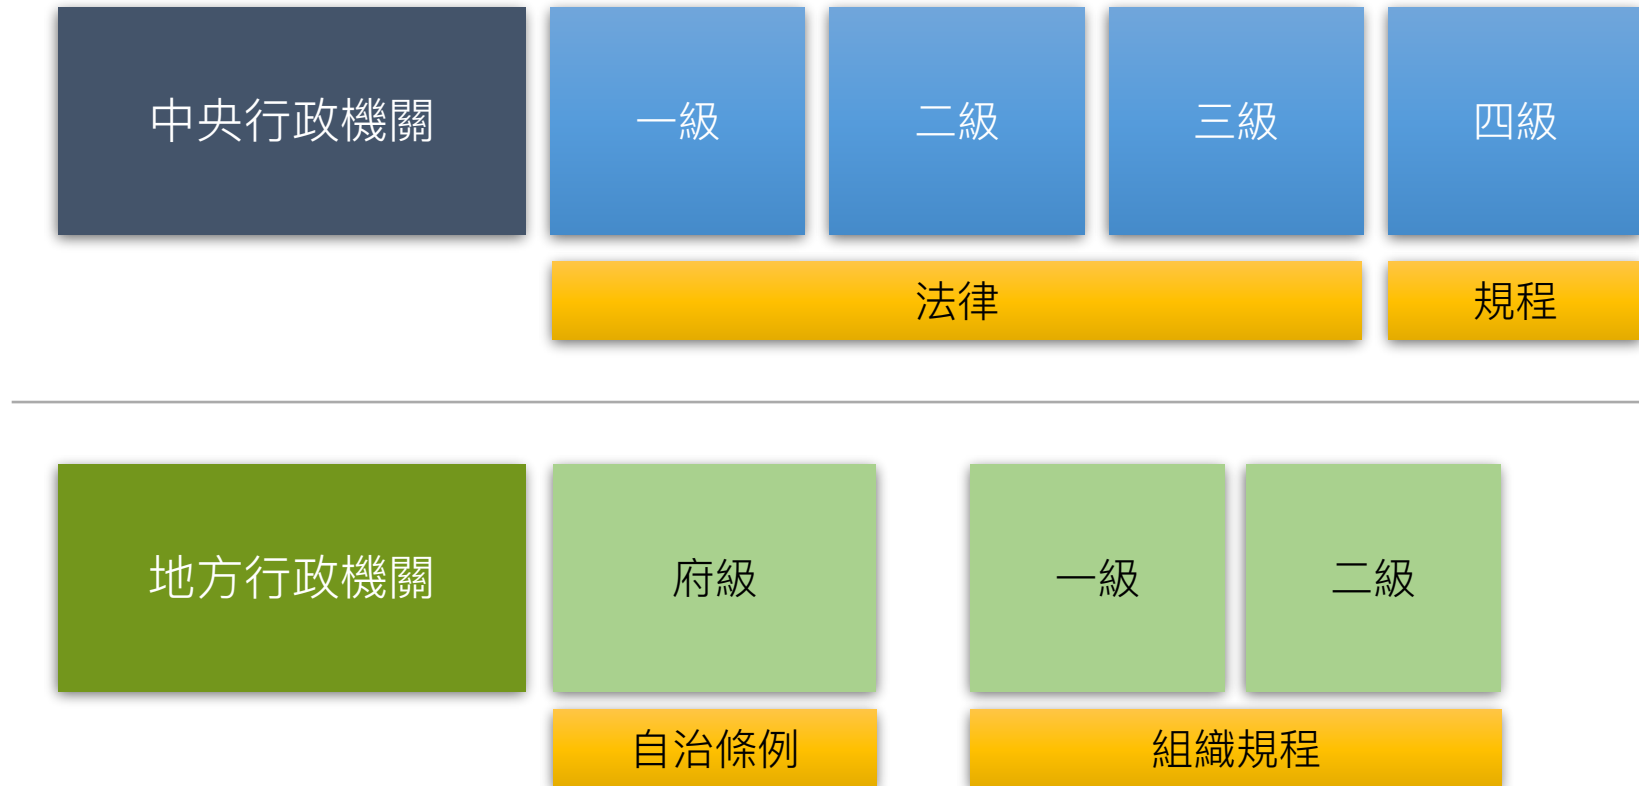 中央行政機關
一級
二級
三級
四級
法律
規程
地方行政機關
府級
一級
二級
自治條例
組織規程